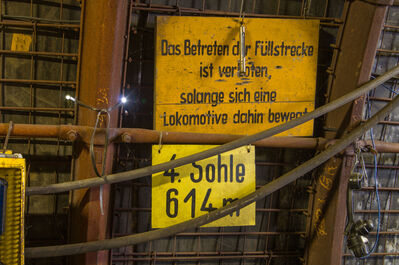 Das Betreten der Füllstrecke
ist verboten,
solange sich eine
Lokomotive dahin bewegt
4. Sohle
614 m